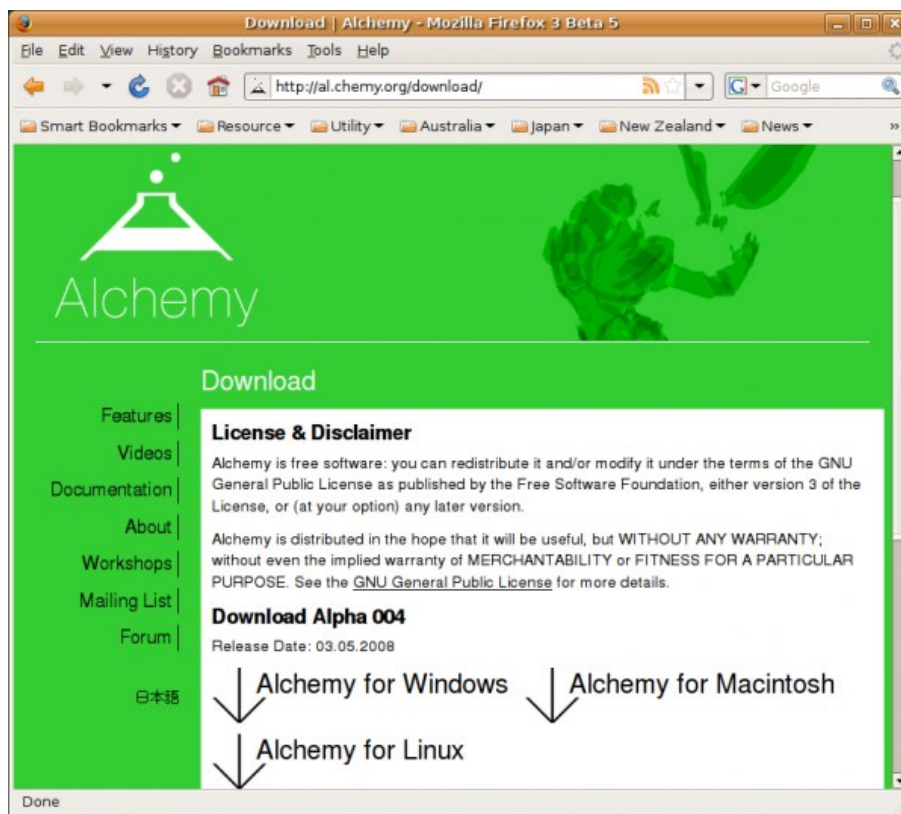 Download | Alchemy - Mozilla Firefox 3 Beta 5
File Edit View History Bookmarks Tools Help
http://al.chemy.org/download/ G Google
Smart Bookmarks Resource Utility Australia Japan New Zealand News »
Alchemy
Download
Features
Videos
Documentation
About
Workshops
Mailing List
Forum
日本語
License & Disclaimer
Alchemy is free software: you can redistribute it and/or modify it under the terms of the GNU
General Public License as published by the Free Software Foundation, either version 3 of the
License, or (at your option) any later version.
Alchemy is distributed in the hope that it will be useful, but WITHOUT ANY WARRANTY;
without even the implied warranty of MERCHANTABILITY or FITNESS FOR A PARTICULAR
PURPOSE. See the GNU General Public License for more details.
Download Alpha 004
Release Date: 03.05.2008
Alchemy for Windows Alchemy for Macintosh
Alchemy for Linux
Done